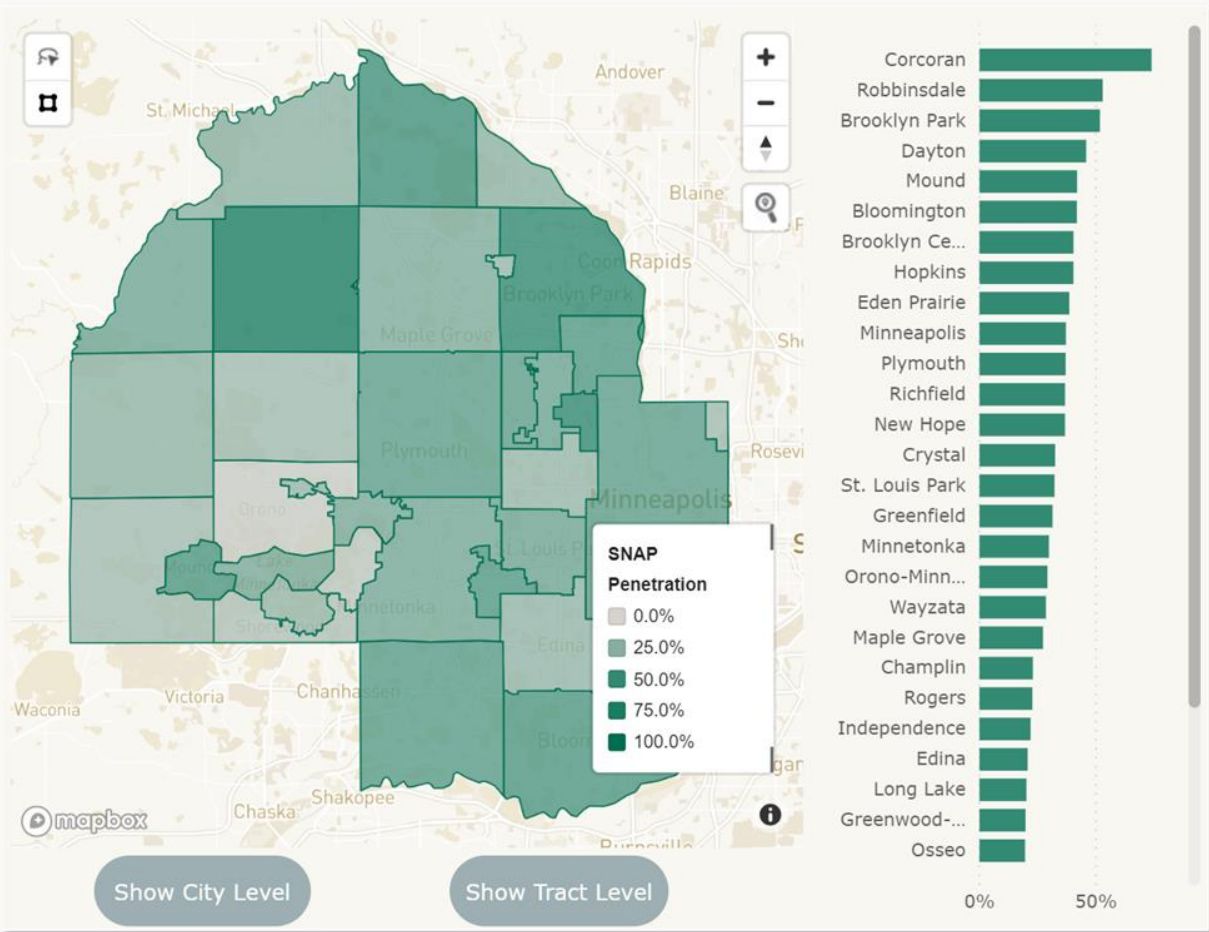 Andover
St. Michael
Blaine
Coon Rapids
Brooklyn Park
Maple Grove
Plymouth
Orono
Minneapolis
St. Louis P
Mound
Lake
Minnetonka
Shorewood
Edina
Victoria
Chanhassen
Waconia
Bloom
Shakopee
Chaska
Burnsville
mapbox
SNAP
Penetration
0.0%
25.0%
50.0%
75.0%
100.0%
Show City Level
Show Tract Level
Corcoran
Robbinsdale
Brooklyn Park
Dayton
Mound
Bloomington
Brooklyn Ce...
Hopkins
Eden Prairie
Minneapolis
Plymouth
Richfield
New Hope
Crystal
St. Louis Park
Greenfield
Minnetonka
Orono-Minn...
Wayzata
Maple Grove
Champlin
Rogers
Independence
Edina
Long Lake
Greenwood-...
Osseo
0%
50%